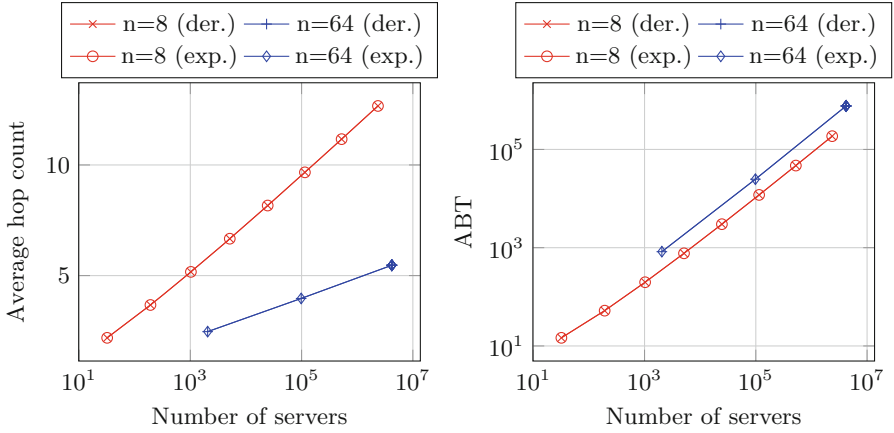 n=8 (der.) n=64 (der.)
n=8 (exp.) n=64 (exp.)
Average hop count
10
5
10^1 10^3 10^5 10^7
Number of servers
n=8 (der.) n=64 (der.)
n=8 (exp.) n=64 (exp.)
ABT
10^5
10^3
10^1
10^1 10^3 10^5 10^7
Number of servers